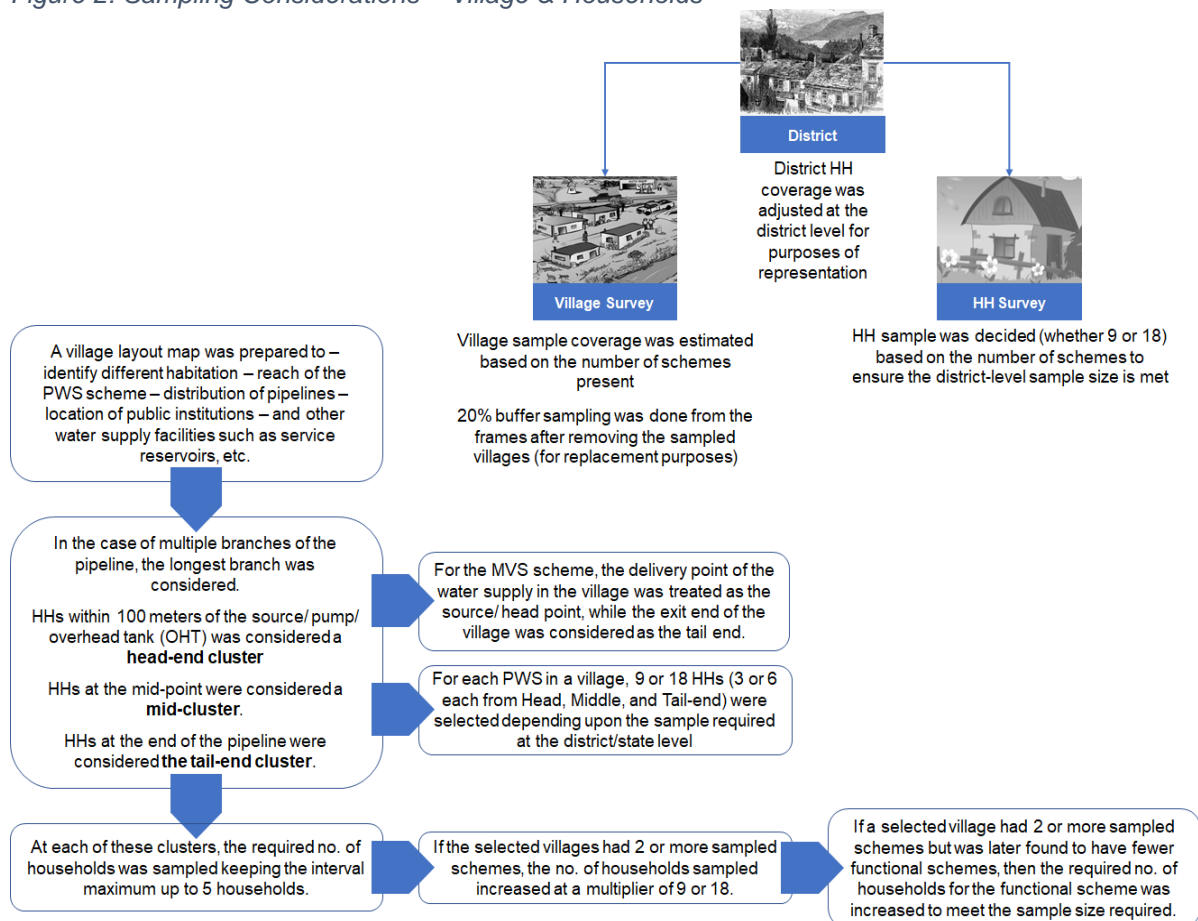 Figure 2: Sampling Considerations – Village & Households
District
District HH
coverage was
adjusted at the
district level for
purposes of
representation
Village Survey
Village sample coverage was estimated
based on the number of schemes
present
20% buffer sampling was done from the
frames after removing the sampled
villages (for replacement purposes)
HH Survey
HH sample was decided (whether 9 or 18)
based on the number of schemes to
ensure the district-level sample size is met
A village layout map was prepared to –
identify different habitation – reach of the
PWS scheme – distribution of pipelines –
location of public institutions – and other
water supply facilities such as service
reservoirs, etc.
In the case of multiple branches of the
pipeline, the longest branch was
considered.
HHs within 100 meters of the source/ pump/
overhead tank (OHT) was considered a
head-end cluster
HHs at the mid-point were considered a
mid-cluster.
HHs at the end of the pipeline were
considered the tail-end cluster.
For the MVS scheme, the delivery point of the
water supply in the village was treated as the
source/ head point, while the exit end of the
village was considered as the tail end.
For each PWS in a village, 9 or 18 HHs (3 or 6
each from Head, Middle, and Tail-end) were
selected depending upon the sample required
at the district/state level
At each of these clusters, the required no. of
households was sampled keeping the interval
maximum up to 5 households.
If the selected villages had 2 or more sampled
schemes, the no. of households sampled
increased at a multiplier of 9 or 18.
If a selected village had 2 or more sampled
schemes but was later found to have fewer
functional schemes, then the required no. of
households for the functional scheme was
increased to meet the sample size required.